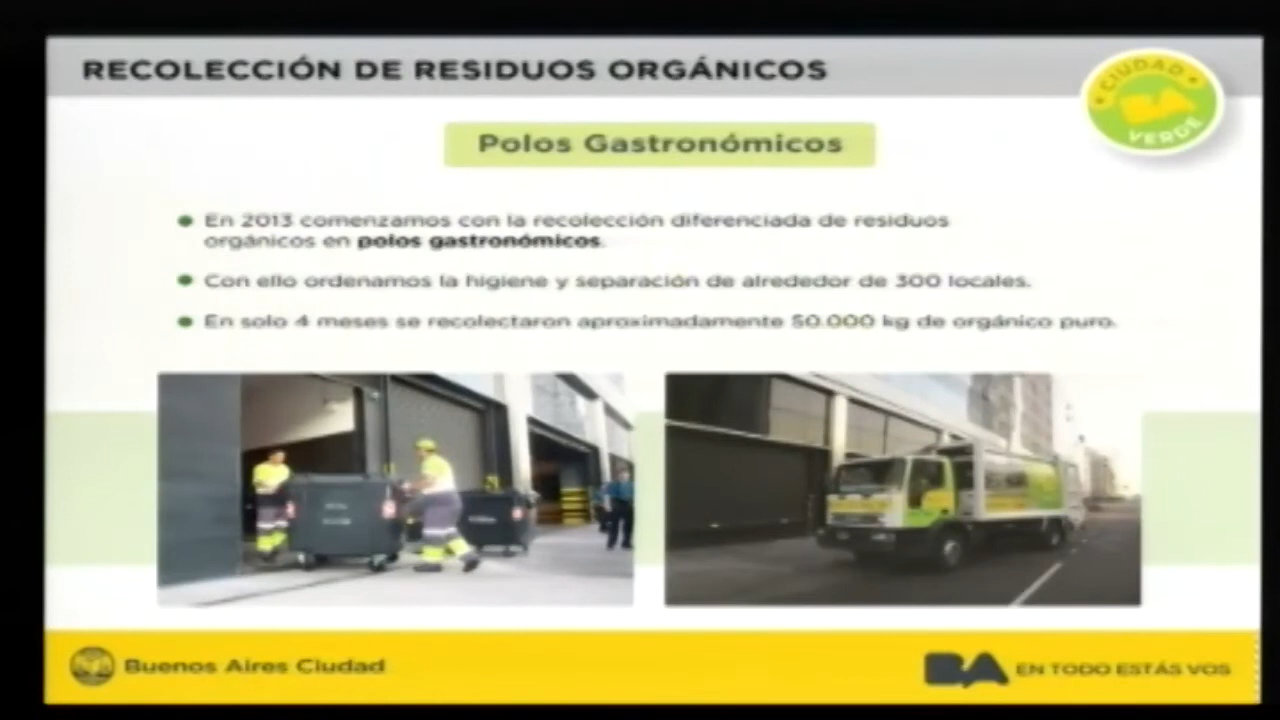 RECOLECCIÓN DE RESIDUOS ORGÁNICOS
CIUDAD
BA
VERDE
Polos Gastronómicos
En 2013 comenzamos con la recolección diferenciada de residuos
orgánicos en polos gastronómicos.
Con ello ordenamos la higiene y separación de alrededor de 300 locales.
En solo 4 meses se recolectaron aproximadamente 50.000 kg de orgánico puro.
Buenos Aires Ciudad
BA EN TODO ESTÁS VOS